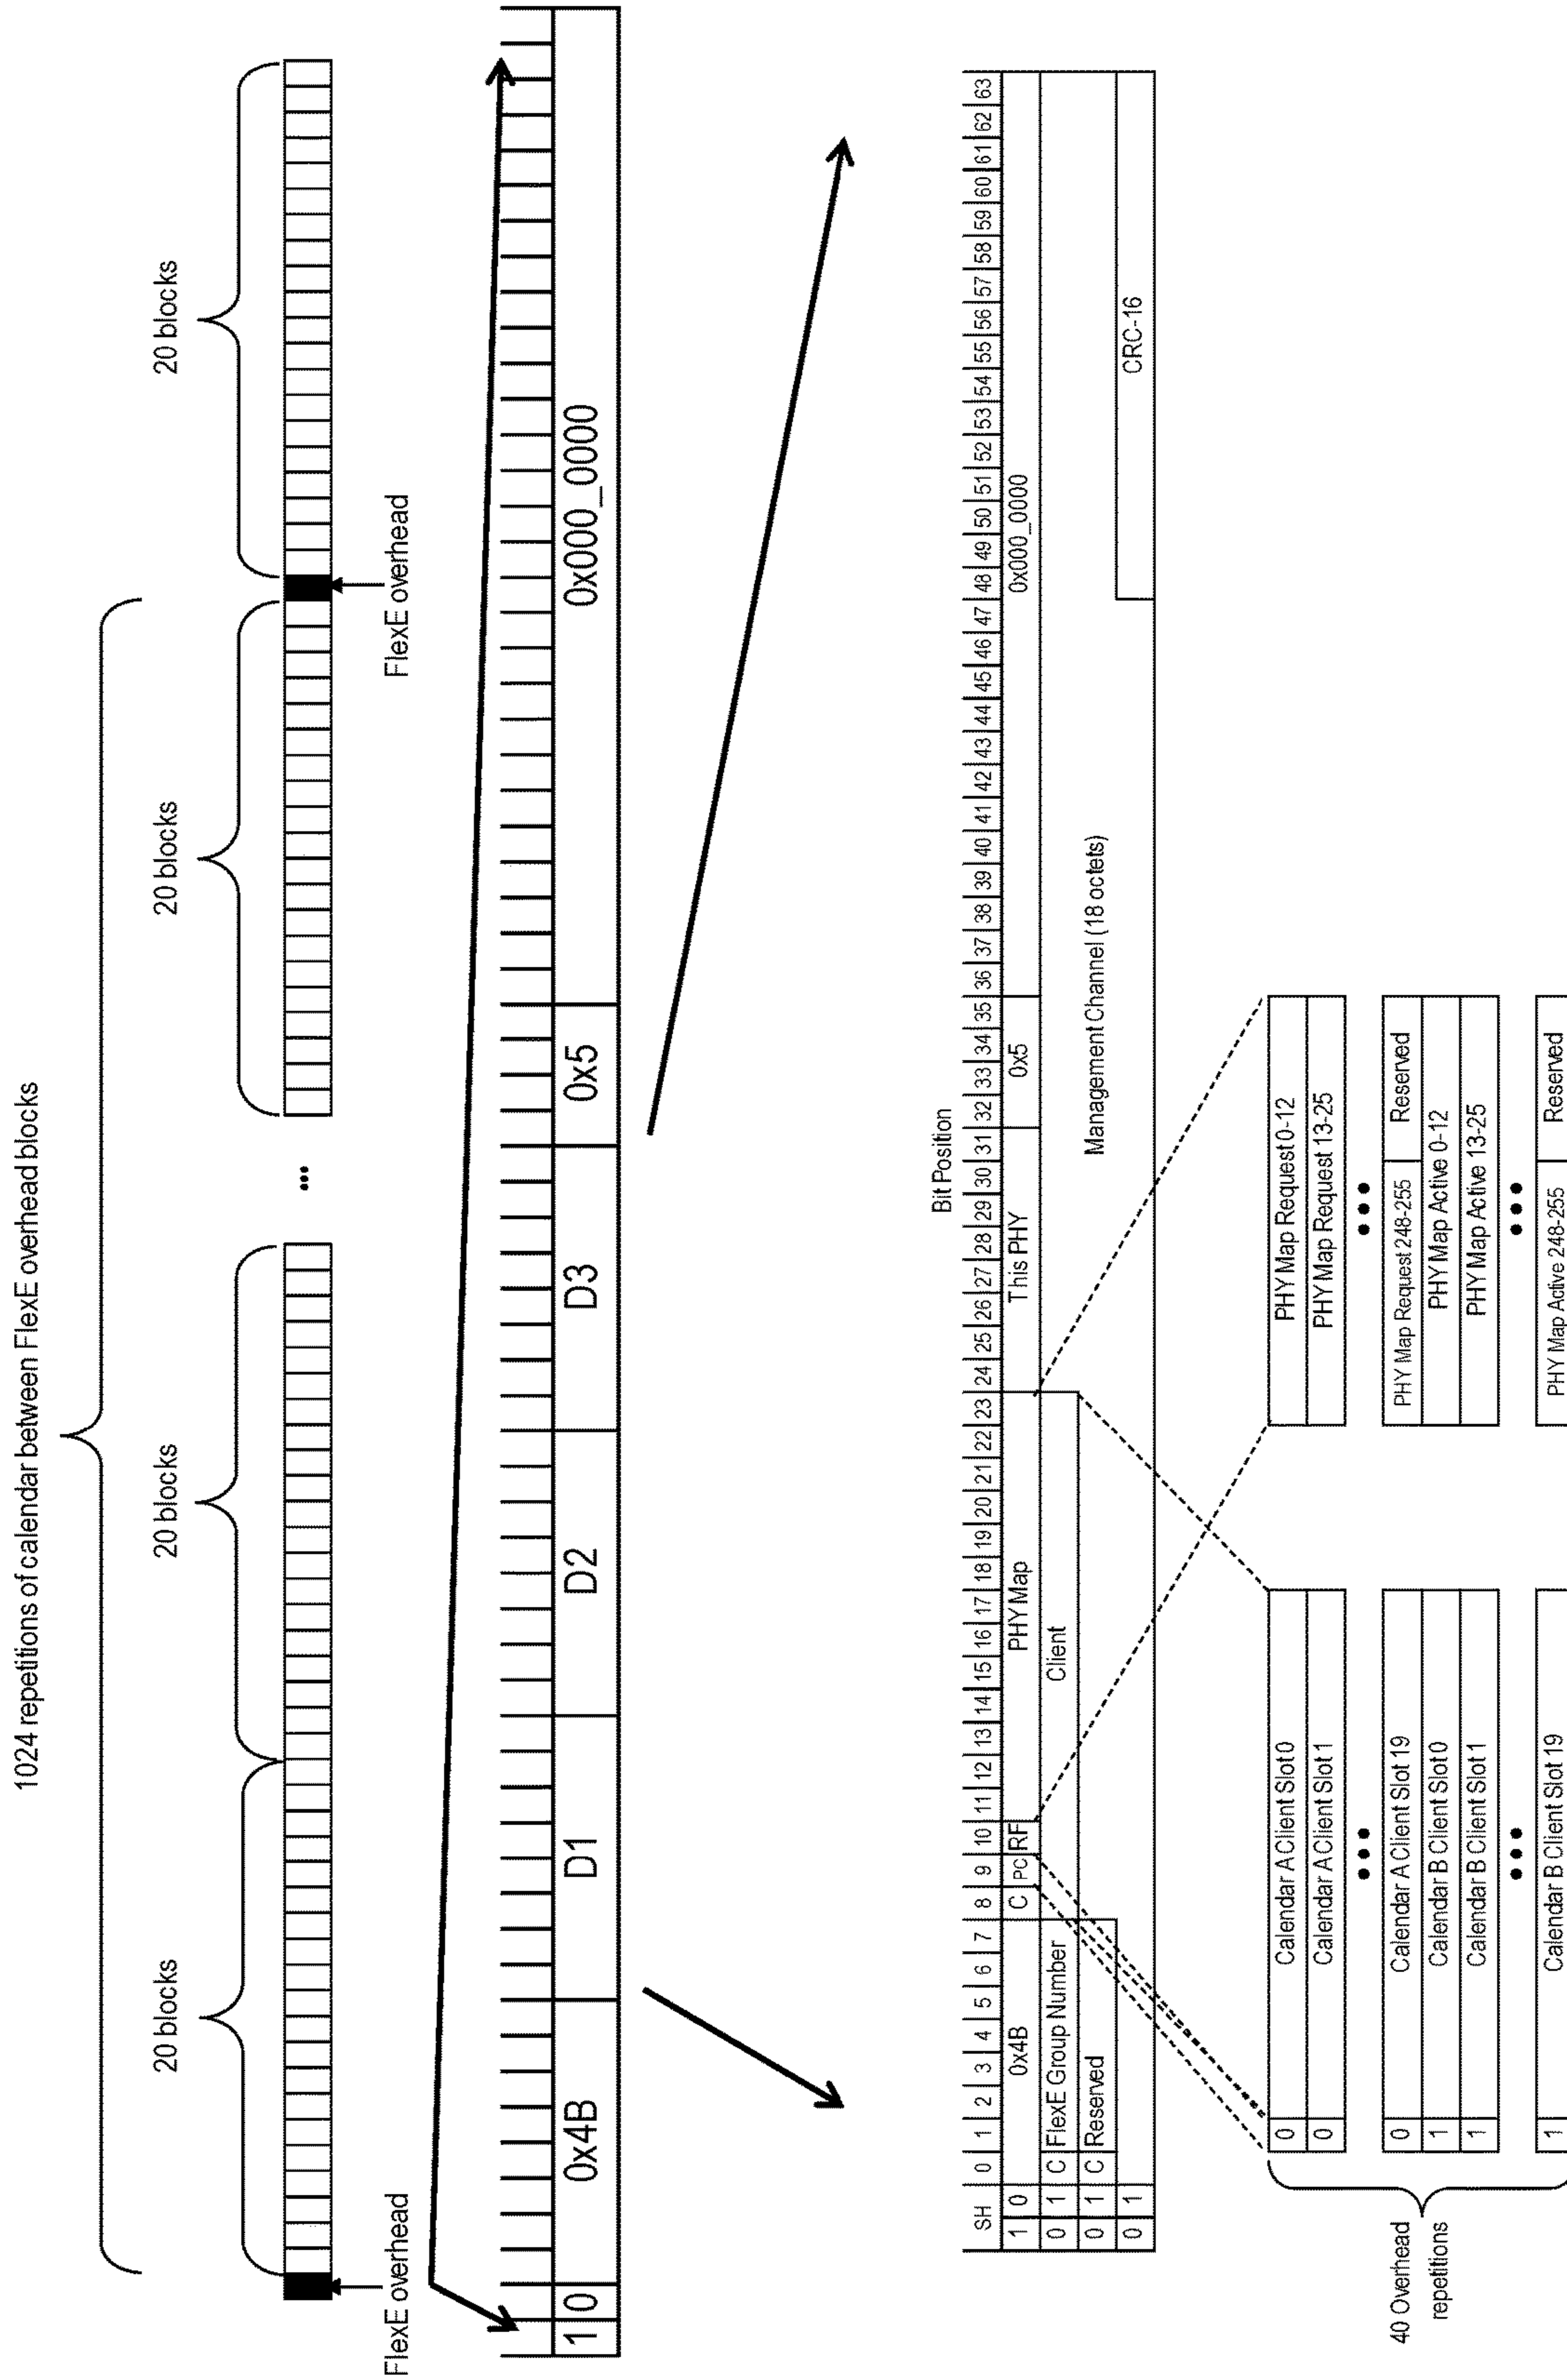 1024 repetitions of calendar between FlexE overhead blocks
20 blocks
20 blocks
20 blocks
20 blocks
...
FlexE overhead
FlexE overhead
1 0 0x4B D1 D2 D3 0x5 0x000_0000
Bit Position
SH 0 1 2 3 4 5 6 7 8 9 10 11 12 13 14 15 16 17 18 19 20 21 22 23 24 25 26 27 28 29 30 31 32 33 34 35 36 37 38 39 40 41 42 43 44 45 46 47 48 49 50 51 52 53 54 55 56 57 58 59 60 61 62 63
1 0 0x4B C PC RF PHY Map This PHY 0x5 0x000_0000
0 1 C FlexE Group Number Client
0 1 C Reserved Management Channel (18 octets)
0 1 CRC-16
40 Overhead
repetitions
0 Calendar A Client Slot 0
0 Calendar A Client Slot 1
0 Calendar A Client Slot 19
1 Calendar B Client Slot 0
1 Calendar B Client Slot 1
1 Calendar B Client Slot 19
PHY Map Request 0-12
PHY Map Request 13-25
PHY Map Request 248-255 Reserved
PHY Map Active 0-12
PHY Map Active 13-25
PHY Map Active 248-255 Reserved